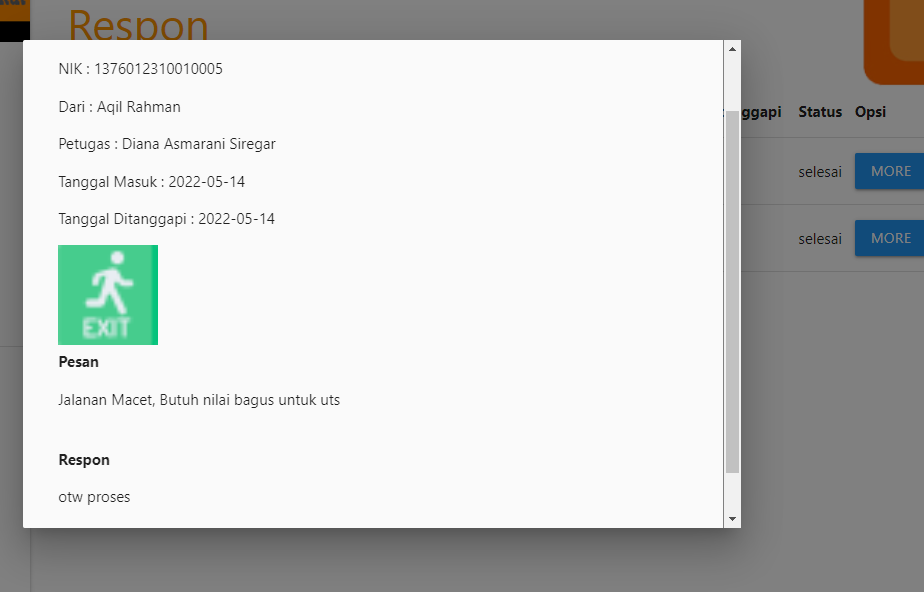 Respon
NIK : 1376012310010005
Dari : Aqil Rahman
Petugas : Diana Asmarani Siregar
Tanggal Masuk : 2022-05-14
Tanggal Ditanggapi : 2022-05-14
EXIT
Pesan
Jalanan Macet, Butuh nilai bagus untuk uts
Respon
otw proses
nggapi Status Opsi
selesai MORE
selesai MORE